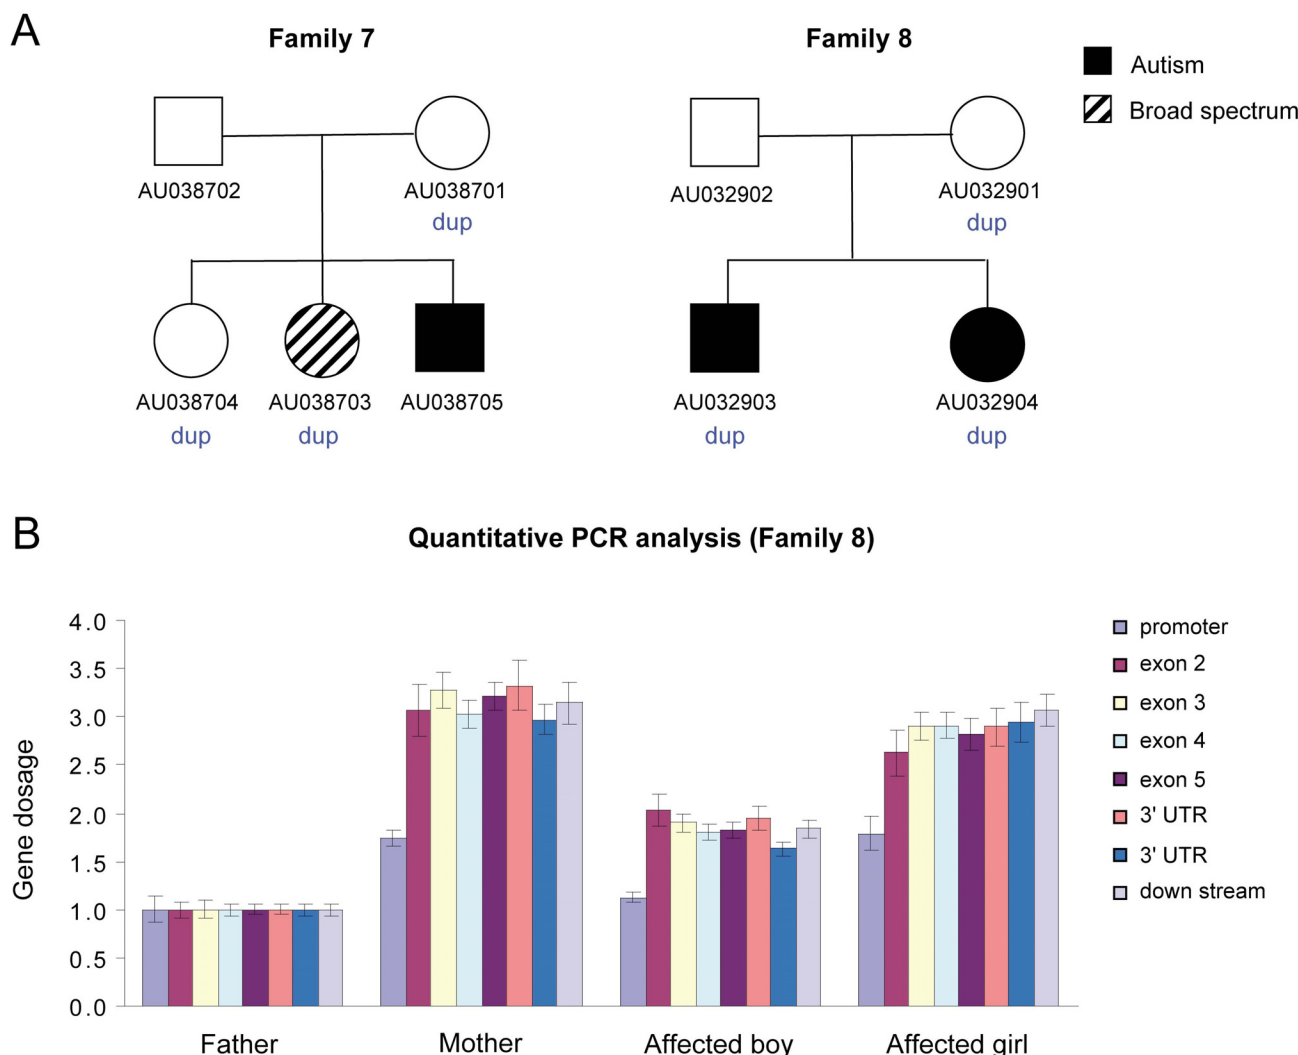 A
Family 7
Family 8
Autism
Broad spectrum
AU038702
AU038701
dup
AU032902
AU032901
dup
AU038704
dup
AU038703
dup
AU038705
AU032903
dup
AU032904
dup
B
Quantitative PCR analysis (Family 8)
Gene dosage
4.0
3.5
3.0
2.5
2.0
1.5
1.0
0.5
0.0
Father
Mother
Affected boy
Affected girl
promoter
exon 2
exon 3
exon 4
exon 5
3' UTR
3' UTR
down stream